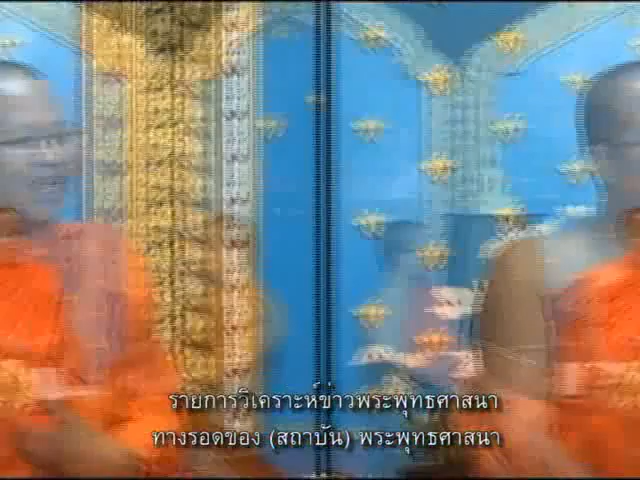 รายการวิเคราะห์ข่าวพระพุทธศาสนา
ทางรอดของ (สถาบัน) พระพุทธศาสนา